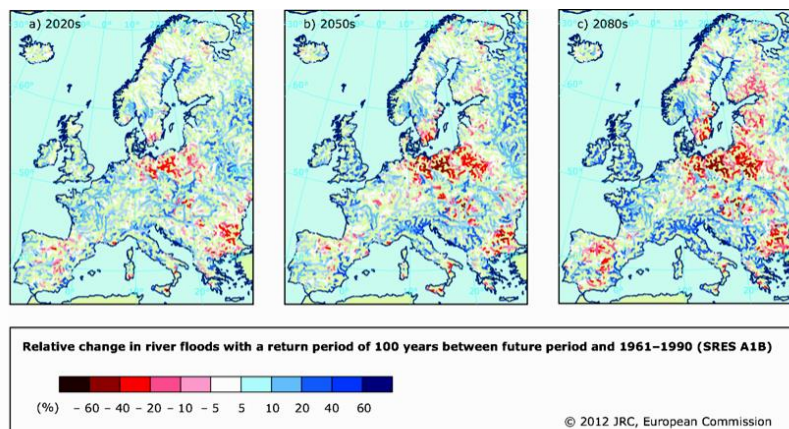 a) 2020s
b) 2050s
c) 2080s
Relative change in river floods with a return period of 100 years between future period and 1961–1990 (SRES A1B)
(%) – 60 – 40 – 20 – 10 – 5 5 10 20 40 60
© 2012 JRC, European Commission